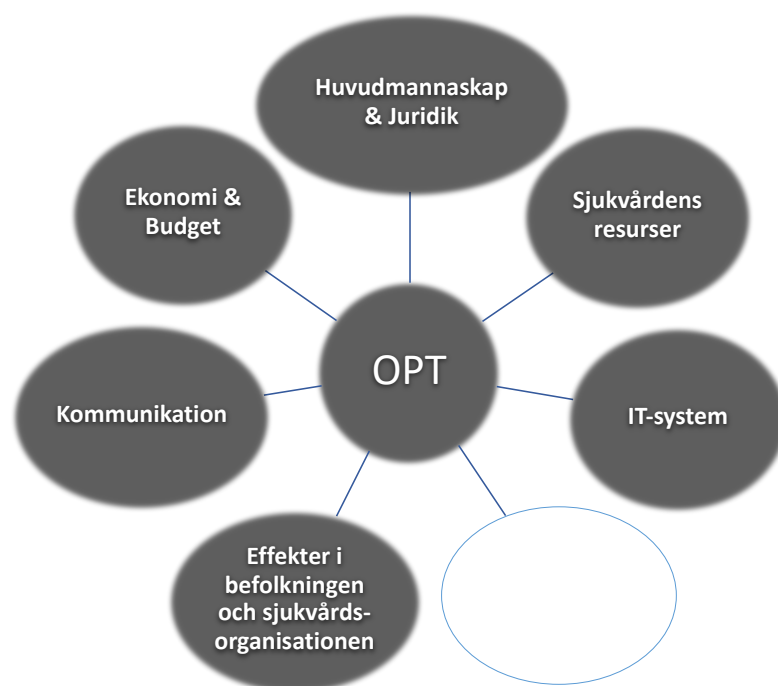 Huvudmannaskap
& Juridik
Ekonomi &
Budget
Sjukvårdens
resurser
OPT
Kommunikation
IT-system
Effekter i
befolkningen
och sjukvårds-
organisationen